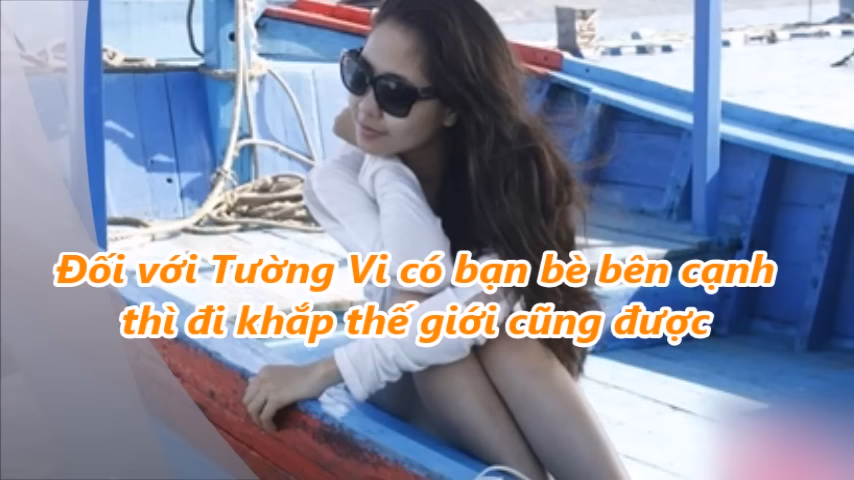 Đối với Tường Vi có bạn bè bên cạnh
thì đi khắp thế giới cũng được